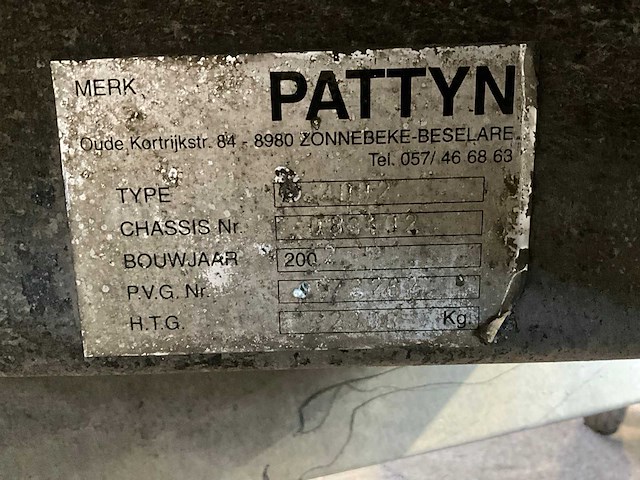 MERK PATTYN
Oude Kortrijkstr. 84 - 8980 ZONNEBEKE-BESELARE
Tel. 057/ 46 68 63
TYPE
CHASSIS Nr.
BOUWJAAR 200
P.V.G. Nr.
H.T.G. Kg